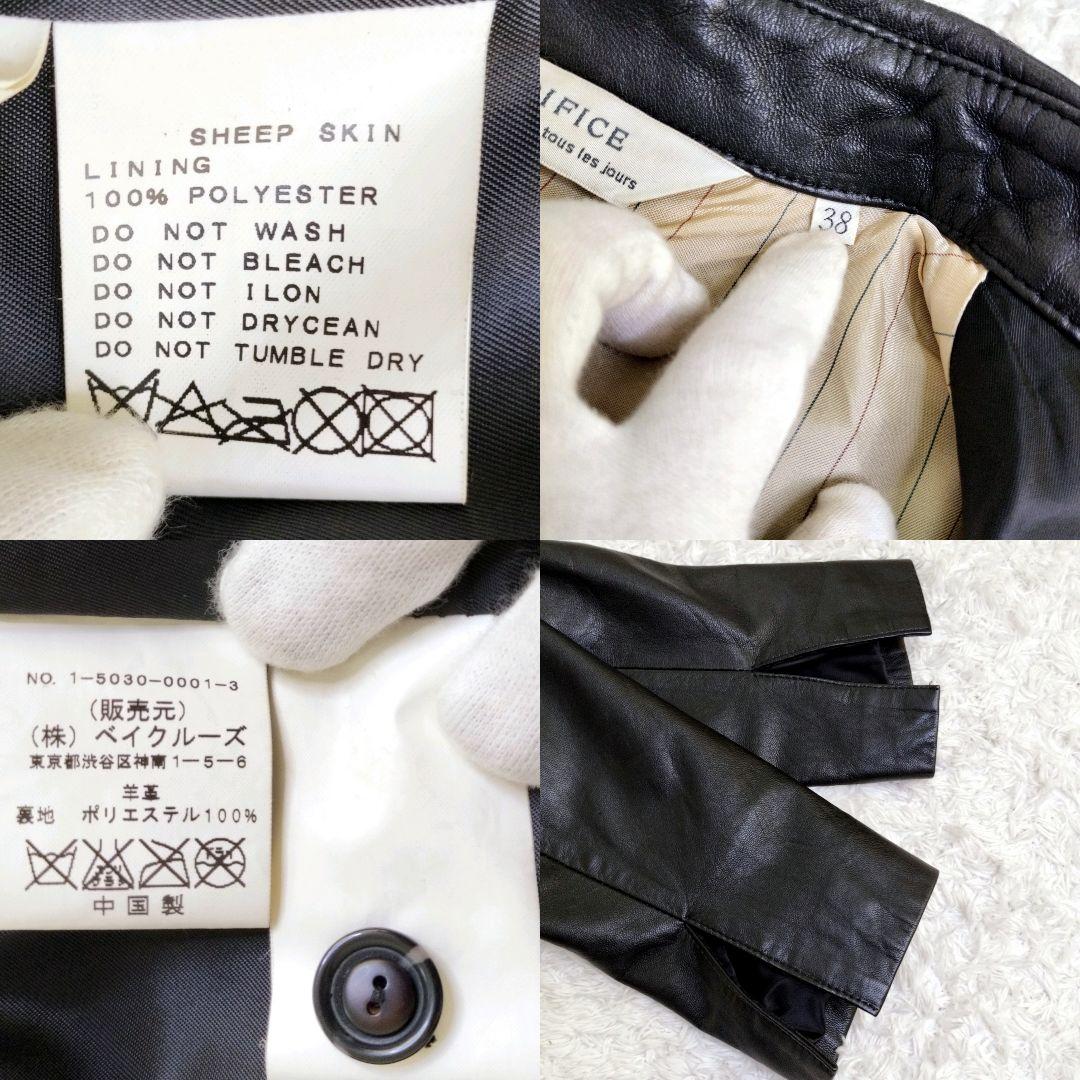 SHEEP SKIN
LINING
100% POLYESTER
DO NOT WASH
DO NOT BLEACH
DO NOT ILON
DO NOT DRYCEAN
DO NOT TUMBLE DRY
IFICE
tous les jours
38
NO. 1-5030-0001-3
(販売元)
(株) ベイクルーズ
東京都渋谷区神南1-5-6
羊革
裏地 ポリエステル100%
中国製